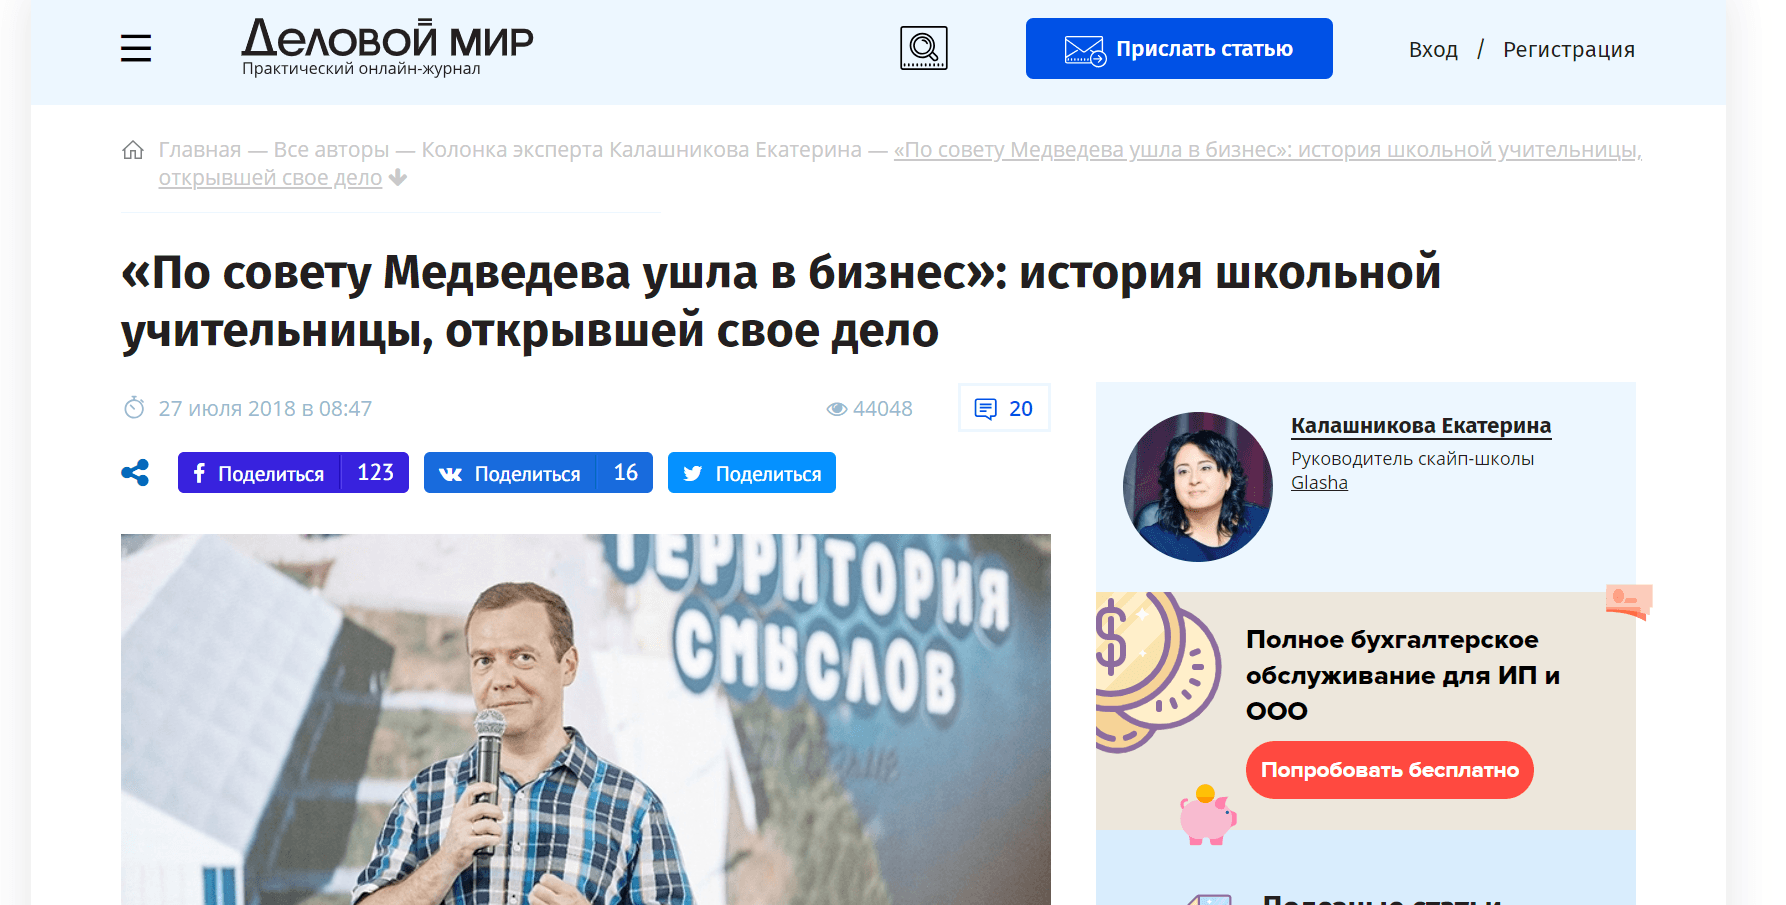 Деловой мир
Практический онлайн-журнал
Прислать статью
Вход / Регистрация
Главная — Все авторы — Колонка эксперта Калашникова Екатерина — «По совету Медведева ушла в бизнес»: история школьной учительницы,
открывшей свое дело
«По совету Медведева ушла в бизнес»: история школьной
учительницы, открывшей свое дело
27 июля 2018 в 08:47
44048
20
Поделиться 123
Поделиться 16
Поделиться
Калашникова Екатерина
Руководитель скайп-школы
Glasha
ТЕРРИТОРИЯ
СМЫСЛОВ
Полное бухгалтерское
обслуживание для ИП и
ООО
Попробовать бесплатно
Полезные статьи